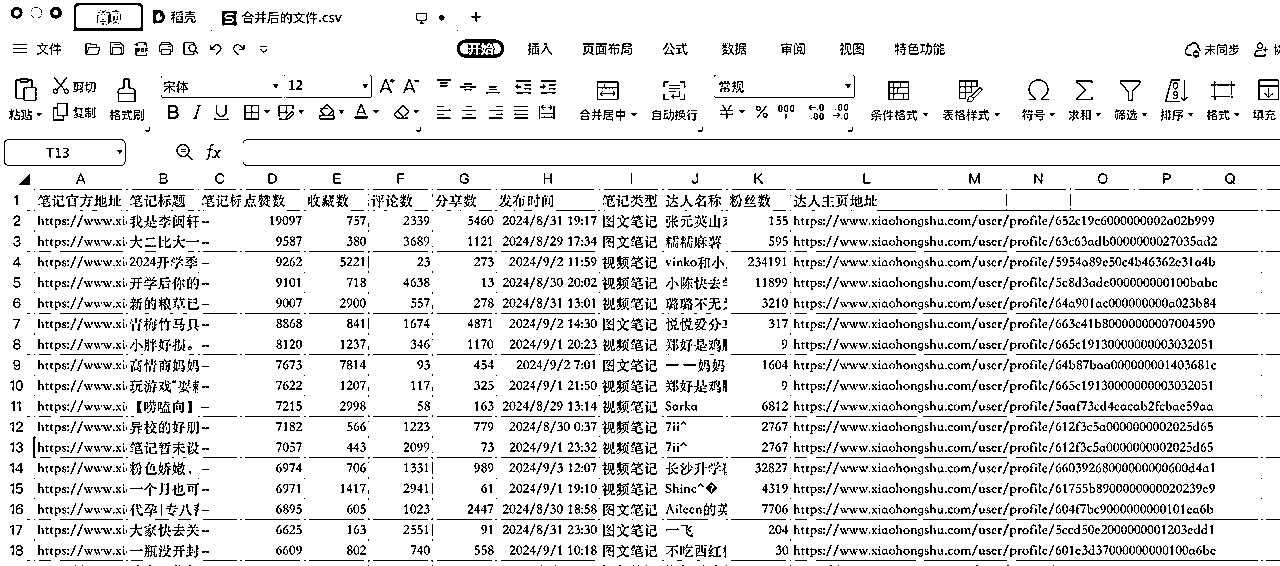 首页 稻壳 合并后的文件.csv
文件 开始 插入 页面布局 公式 数据 审阅 视图 特色功能 未同步
剪切 宋体 12 常规
粘贴 复制 格式刷 B I U 合并居中 自动换行 条件格式 表格样式 符号 求和 筛选 排序 格式 填充
T13 fx
A B C D E F G H I J K L M N O P Q
1 笔记官方地址 笔记标题 笔记标 点赞数 收藏数 评论数 分享数 发布时间 笔记类型 达人名称 粉丝数 达人主页地址
2 https://www.xi 我是李阔轩 -- 19097 757 2339 5460 2024/8/31 19:17 图文笔记 张元英山 155 https://www.xiaohongshu.com/user/profile/652c19c6000000002a02b999
3 https://www.xi 大二比大一 -- 9587 380 3689 1121 2024/8/29 17:34 图文笔记 糯糯麻薯 595 https://www.xiaohongshu.com/user/profile/63c63adb0000000027035ad2
4 https://www.xi 2024开学季 -- 9262 5221 23 273 2024/9/2 11:59 视频笔记 vinko和小 234191 https://www.xiaohongshu.com/user/profile/5954a89e50c4b46362e31a4b
5 https://www.xi 开学后你的 -- 9101 718 4638 13 2024/8/30 20:02 视频笔记 小陈快去 11899 https://www.xiaohongshu.com/user/profile/5c8d3ade000000000100babc
6 https://www.xi 新的粮草已 -- 9007 2900 557 278 2024/8/31 13:01 视频笔记 璐璐不无 3210 https://www.xiaohongshu.com/user/profile/64a901ac000000000a023b84
7 https://www.xi 青梅竹马只 -- 8868 841 1674 4871 2024/9/2 14:30 图文笔记 悦悦爱分 317 https://www.xiaohongshu.com/user/profile/663c41b80000000007004590
8 https://www.xi 小胖好损。 -- 8120 1237 346 1170 2024/9/1 20:23 视频笔记 郑好是鸡 9 https://www.xiaohongshu.com/user/profile/665c1913000000003032051
9 https://www.xi 高情商妈妈 -- 7673 7814 93 454 2024/9/2 7:01 图文笔记 一一妈妈 1604 https://www.xiaohongshu.com/user/profile/64b87baa000000001403681c
10 https://www.xi 玩游戏“耍 -- 7622 1207 117 325 2024/9/1 21:50 视频笔记 郑好是鸡 9 https://www.xiaohongshu.com/user/profile/665c1913000000003032051
11 https://www.xi 【唠嗑向】 -- 7215 2998 58 163 2024/8/29 13:14 视频笔记 Sarka 6812 https://www.xiaohongshu.com/user/profile/5aaf73cd4eacab2fcbae59aa
12 https://www.xi 异校的好朋 -- 7182 566 1223 779 2024/8/30 0:37 视频笔记 7ii^ 2767 https://www.xiaohongshu.com/user/profile/612f3c5a0000000002025d65
13 https://www.xi 笔记暂未设 -- 7057 443 2099 73 2024/9/1 23:32 视频笔记 7ii^ 2767 https://www.xiaohongshu.com/user/profile/612f3c5a0000000002025d65
14 https://www.xi 粉色娇嫩， -- 6974 706 1331 989 2024/9/3 12:07 视频笔记 长沙升学 32827 https://www.xiaohongshu.com/user/profile/66039268000000000600d4a1
15 https://www.xi 一个月也可 -- 6971 1417 2941 61 2024/9/1 19:10 视频笔记 Shine^� 4319 https://www.xiaohongshu.com/user/profile/61755b890000000020239e9
16 https://www.xi 代孕|专八 -- 6895 605 1023 2447 2024/8/30 18:58 图文笔记 Aileen的英 7706 https://www.xiaohongshu.com/user/profile/604f7bc9000000000101ea6b
17 https://www.xi 大家快去关 -- 6625 163 2551 91 2024/8/31 23:30 图文笔记 一飞 204 https://www.xiaohongshu.com/user/profile/5ccd50e2000000001203edd1
18 https://www.xi 一瓶没开封 -- 6609 802 740 558 2024/9/1 10:18 图文笔记 不吃西红 30 https://www.xiaohongshu.com/user/profile/601e3d37000000000100a6be